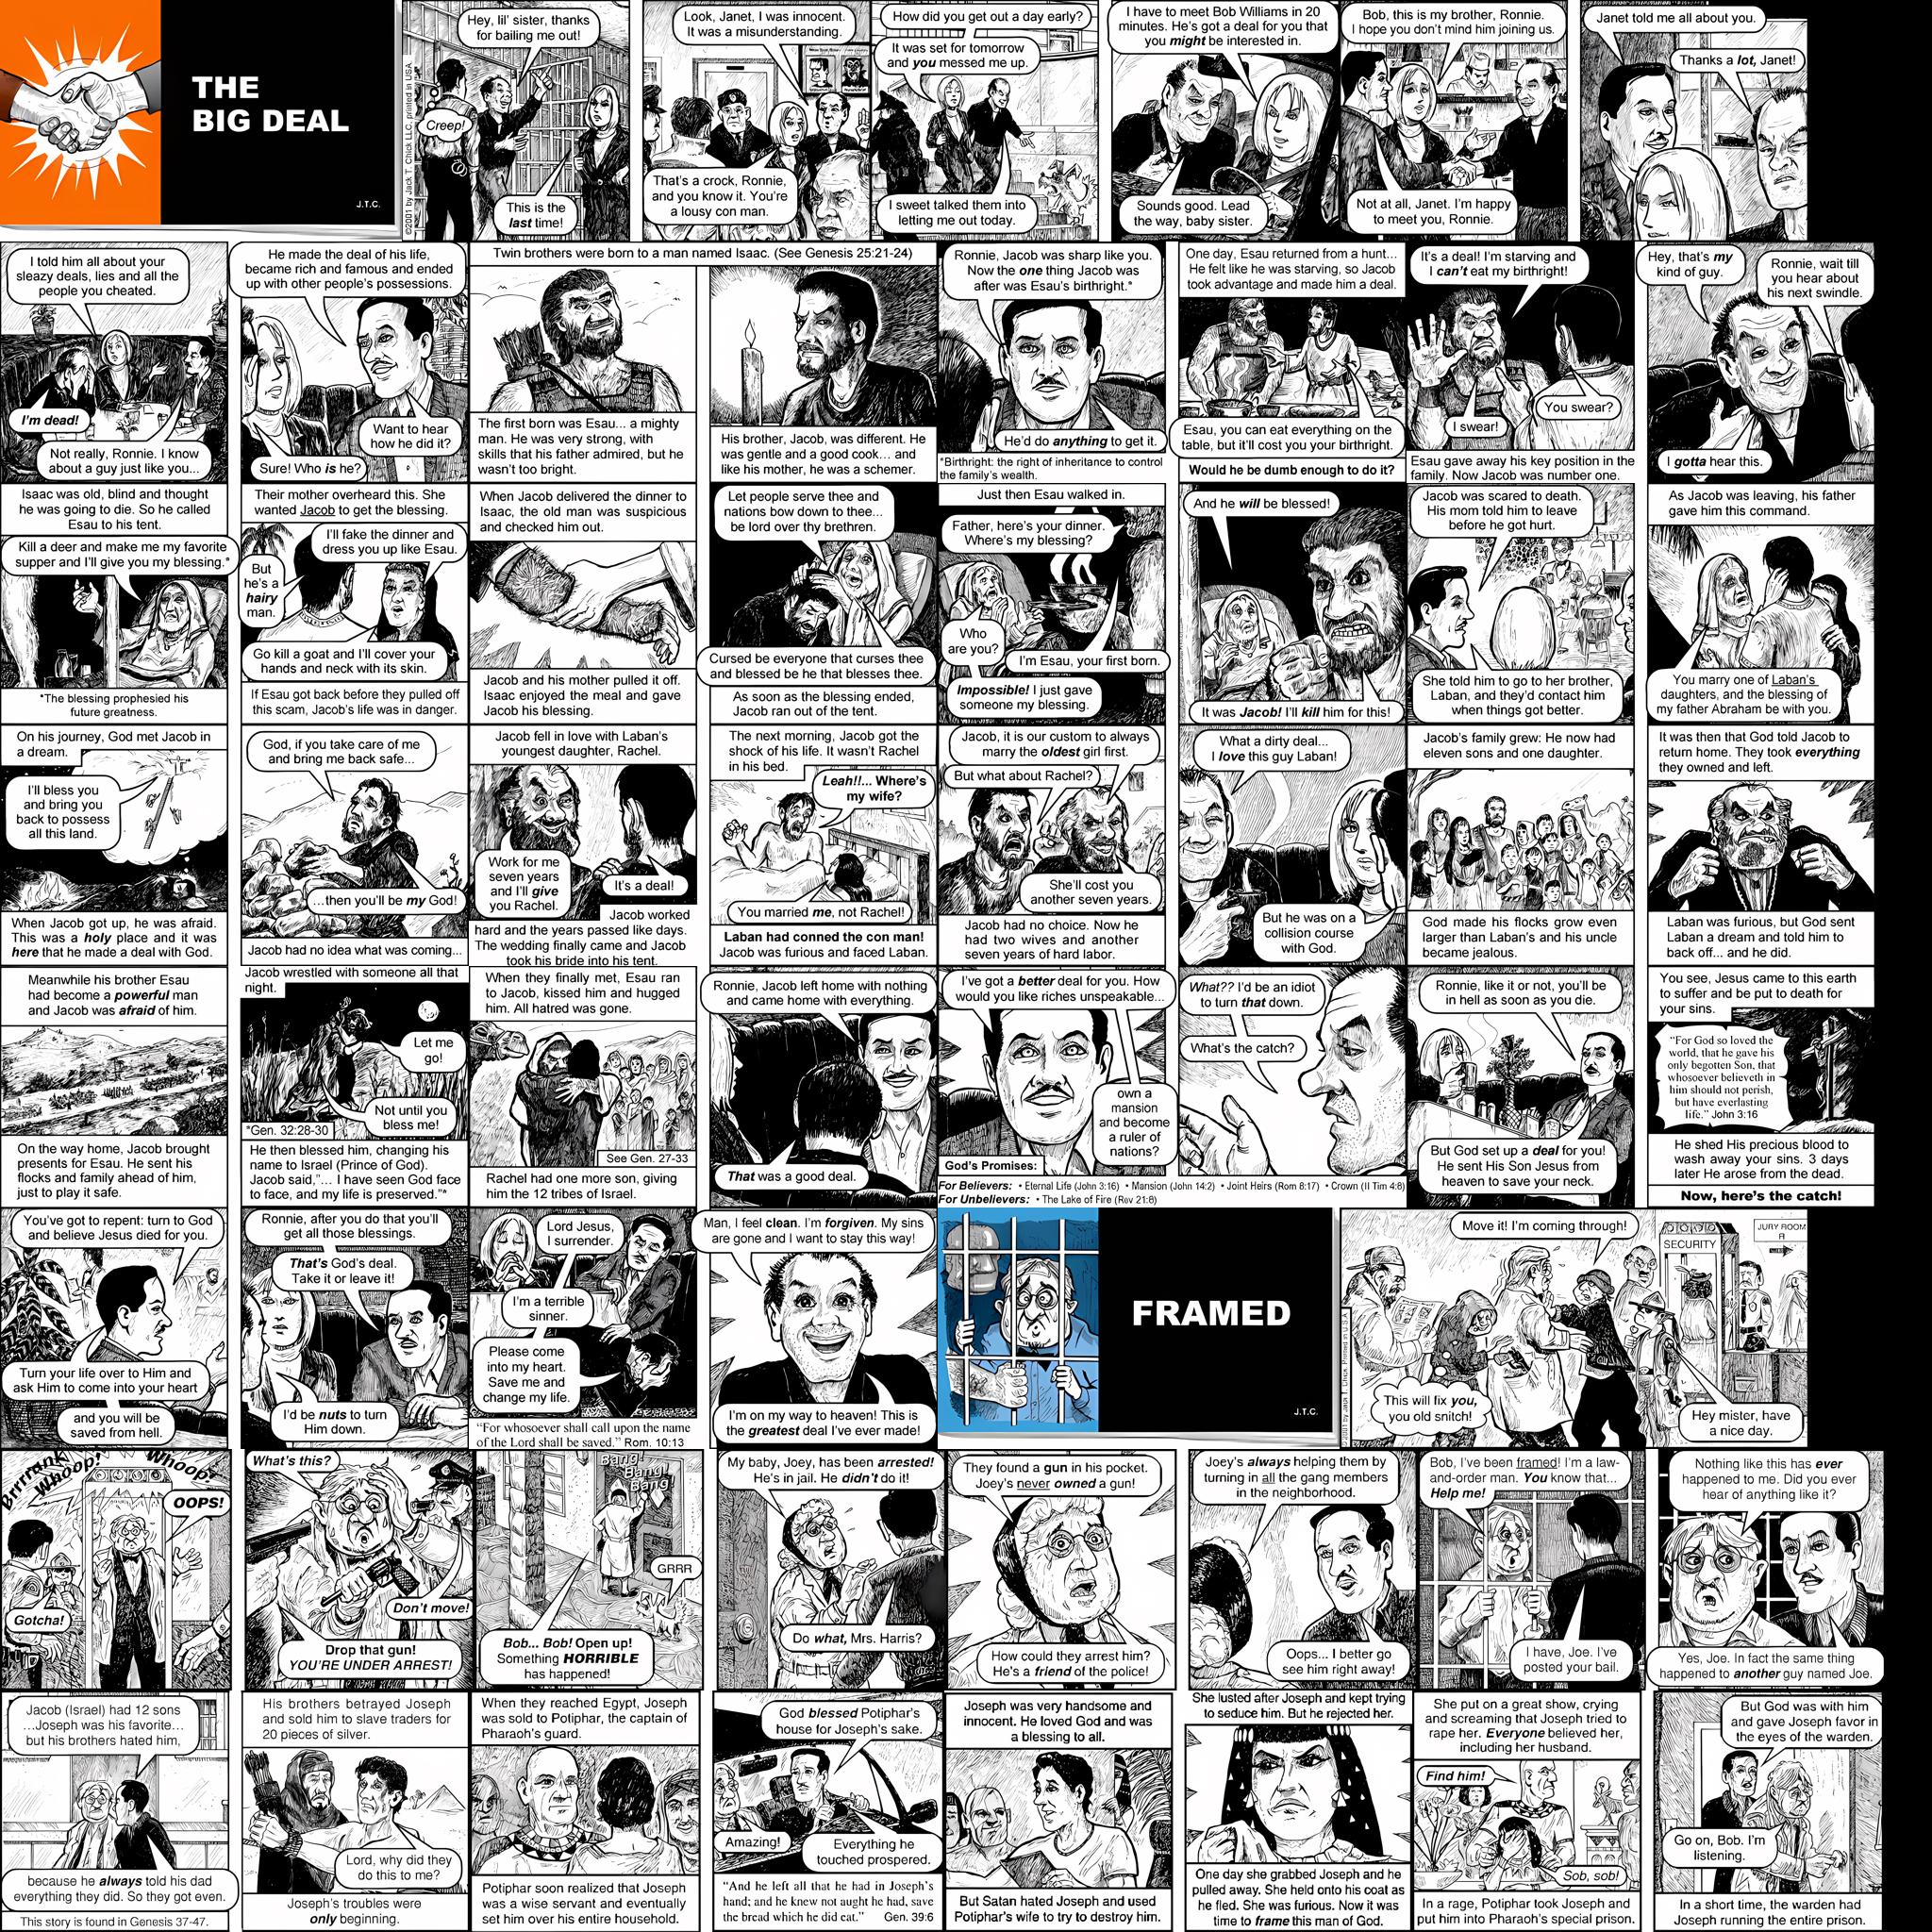 THE
BIG DEAL
J.T.C.
©2001 by Jack T. Chick LLC, printed in USA.
Hey, lil' sister, thanks
for bailing me out!
Creep!
This is the
last time!
Look, Janet, I was innocent.
It was a misunderstanding.
That's a crock, Ronnie,
and you know it. You're
a lousy con man.
How did you get out a day early?
It was set for tomorrow
and you messed me up.
I sweet talked them into
letting me out today.
I have to meet Bob Williams in 20
minutes. He's got a deal for you that
you might be interested in.
Sounds good. Lead
the way, baby sister.
Bob, this is my brother, Ronnie.
I hope you don't mind him joining us.
Not at all, Janet. I'm happy
to meet you, Ronnie.
Janet told me all about you.
Thanks a lot, Janet!
I told him all about your
sleazy deals, lies and all the
people you cheated.
I'm dead!
Not really, Ronnie. I know
about a guy just like you...
He made the deal of his life,
became rich and famous and ended
up with other people's possessions.
Want to hear
how he did it?
Sure! Who is he?
Twin brothers were born to a man named Isaac. (See Genesis 25:21-24)
The first born was Esau... a mighty
man. He was very strong, with
skills that his father admired, but he
wasn't too bright.
His brother, Jacob, was different. He
was gentle and a good cook... and
like his mother, he was a schemer.
Ronnie, Jacob was sharp like you.
Now the one thing Jacob was
after was Esau's birthright.*
He'd do anything to get it.
*Birthright: the right of inheritance to control
the family's wealth.
One day, Esau returned from a hunt...
He felt like he was starving, so Jacob
took advantage and made him a deal.
Esau, you can eat everything on the
table, but it'll cost you your birthright.
Would he be dumb enough to do it?
It's a deal! I'm starving and
I can't eat my birthright!
You swear?
I swear!
Esau gave away his key position in the
family. Now Jacob was number one.
Hey, that's my
kind of guy.
Ronnie, wait till
you hear about
his next swindle.
I gotta hear this.
Isaac was old, blind and thought
he was going to die. So he called
Esau to his tent.
Kill a deer and make me my favorite
supper and I'll give you my blessing.*
*The blessing prophesied his
future greatness.
Their mother overheard this. She
wanted Jacob to get the blessing.
I'll fake the dinner and
dress you up like Esau.
But
he's a
hairy
man.
Go kill a goat and I'll cover your
hands and neck with its skin.
If Esau got back before they pulled off
this scam, Jacob's life was in danger.
When Jacob delivered the dinner to
Isaac, the old man was suspicious
and checked him out.
Jacob and his mother pulled it off.
Isaac enjoyed the meal and gave
Jacob his blessing.
Let people serve thee and
nations bow down to thee...
be lord over thy brethren.
Cursed be everyone that curses thee
and blessed be he that blesses thee.
As soon as the blessing ended,
Jacob ran out of the tent.
Just then Esau walked in.
Father, here's your dinner.
Where's my blessing?
Who
are you?
I'm Esau, your first born.
Impossible! I just gave
someone my blessing.
And he will be blessed!
It was Jacob! I'll kill him for this!
Jacob was scared to death.
His mom told him to leave
before he got hurt.
She told him to go to her brother,
Laban, and they'd contact him
when things got better.
As Jacob was leaving, his father
gave him this command.
You marry one of Laban's
daughters, and the blessing of
my father Abraham be with you.
On his journey, God met Jacob in
a dream.
I'll bless you
and bring you
back to possess
all this land.
When Jacob got up, he was afraid.
This was a holy place and it was
here that he made a deal with God.
God, if you take care of me
and bring me back safe...
...then you'll be my God!
Jacob had no idea what was coming...
Jacob fell in love with Laban's
youngest daughter, Rachel.
Work for me
seven years
and I'll give
you Rachel.
It's a deal!
Jacob worked
hard and the years passed like days.
The wedding finally came and Jacob
took his bride into his tent.
The next morning, Jacob got the
shock of his life. It wasn't Rachel
in his bed.
Leah!!... Where's
my wife?
You married me, not Rachel!
Laban had conned the con man!
Jacob was furious and faced Laban.
Jacob, it is our custom to always
marry the oldest girl first.
But what about Rachel?
She'll cost you
another seven years.
Jacob had no choice. Now he
had two wives and another
seven years of hard labor.
What a dirty deal...
I love this guy Laban!
But he was on a
collision course
with God.
Jacob's family grew: He now had
eleven sons and one daughter.
God made his flocks grow even
larger than Laban's and his uncle
became jealous.
It was then that God told Jacob to
return home. They took everything
they owned and left.
Laban was furious, but God sent
Laban a dream and told him to
back off... and he did.
Meanwhile his brother Esau
had become a powerful man
and Jacob was afraid of him.
On the way home, Jacob brought
presents for Esau. He sent his
flocks and family ahead of him,
just to play it safe.
Jacob wrestled with someone all that
night.
Let me
go!
Not until you
bless me!
*Gen. 32:28-30
He then blessed him, changing his
name to Israel (Prince of God).
Jacob said,"... I have seen God face
to face, and my life is preserved."*
When they finally met, Esau ran
to Jacob, kissed him and hugged
him. All hatred was gone.
See Gen. 27-33
Rachel had one more son, giving
him the 12 tribes of Israel.
Ronnie, Jacob left home with nothing
and came home with everything.
That was a good deal.
I've got a better deal for you. How
would you like riches unspeakable...
own a
mansion
and become
a ruler of
nations?
God's Promises:
For Believers: • Eternal Life (John 3:16) • Mansion (John 14:2) • Joint Heirs (Rom 8:17) • Crown (II Tim 4:8)
For Unbelievers: • The Lake of Fire (Rev 21:8)
What?? I'd be an idiot
to turn that down.
What's the catch?
Ronnie, like it or not, you'll be
in hell as soon as you die.
But God set up a deal for you!
He sent His Son Jesus from
heaven to save your neck.
You see, Jesus came to this earth
to suffer and be put to death for
your sins.
"For God so loved the
world, that he gave his
only begotten Son, that
whosoever believeth in
him should not perish,
but have everlasting
life." John 3:16
He shed His precious blood to
wash away your sins. 3 days
later He arose from the dead.
Now, here's the catch!
You've got to repent: turn to God
and believe Jesus died for you.
Turn your life over to Him and
ask Him to come into your heart
and you will be
saved from hell.
Ronnie, after you do that you'll
get all those blessings.
That's God's deal.
Take it or leave it!
I'd be nuts to turn
Him down.
Lord Jesus,
I surrender.
I'm a terrible
sinner.
Please come
into my heart.
Save me and
change my life.
"For whosoever shall call upon the name
of the Lord shall be saved." Rom. 10:13
Man, I feel clean. I'm forgiven. My sins
are gone and I want to stay this way!
I'm on my way to heaven! This is
the greatest deal I've ever made!
FRAMED
J.T.C.
© 2001 by Jack T. Chick. Printed in U.S.A.
Move it! I'm coming through!
SECURITY
JURY ROOM
A
This will fix you,
you old snitch!
Hey mister, have
a nice day.
Brrrrank
Whoop!
Whoop!
OOPS!
Gotcha!
What's this?
Don't move!
Drop that gun!
YOU'RE UNDER ARREST!
Bang!
Bang!
Bang!
GRRR
Bob... Bob! Open up!
Something HORRIBLE
has happened!
My baby, Joey, has been arrested!
He's in jail. He didn't do it!
Do what, Mrs. Harris?
They found a gun in his pocket.
Joey's never owned a gun!
How could they arrest him?
He's a friend of the police!
Joey's always helping them by
turning in all the gang members
in the neighborhood.
Oops... I better go
see him right away!
Bob, I've been framed! I'm a law-
and-order man. You know that...
Help me!
I have, Joe. I've
posted your bail.
Nothing like this has ever
happened to me. Did you ever
hear of anything like it?
Yes, Joe. In fact the same thing
happened to another guy named Joe.
Jacob (Israel) had 12 sons
...Joseph was his favorite...
but his brothers hated him,
because he always told his dad
everything they did. So they got even.
This story is found in Genesis 37-47.
His brothers betrayed Joseph
and sold him to slave traders for
20 pieces of silver.
Lord, why did they
do this to me?
Joseph's troubles were
only beginning.
When they reached Egypt, Joseph
was sold to Potiphar, the captain of
Pharaoh's guard.
Potiphar soon realized that Joseph
was a wise servant and eventually
set him over his entire household.
God blessed Potiphar's
house for Joseph's sake.
Amazing!
Everything he
touched prospered.
"And he left all that he had in Joseph's
hand; and he knew not aught he had, save
the bread which he did eat." Gen. 39:6
Joseph was very handsome and
innocent. He loved God and was
a blessing to all.
But Satan hated Joseph and used
Potiphar's wife to try to destroy him.
She lusted after Joseph and kept trying
to seduce him. But he rejected her.
One day she grabbed Joseph and he
pulled away. She held onto his coat as
he fled. She was furious. Now it was
time to frame this man of God.
She put on a great show, crying
and screaming that Joseph tried to
rape her. Everyone believed her,
including her husband.
Find him!
Sob, sob!
In a rage, Potiphar took Joseph and
put him into Pharaoh's special prison.
But God was with him
and gave Joseph favor in
the eyes of the warden.
Go on, Bob. I'm
listening.
In a short time, the warden had
Joseph running the entire prison.